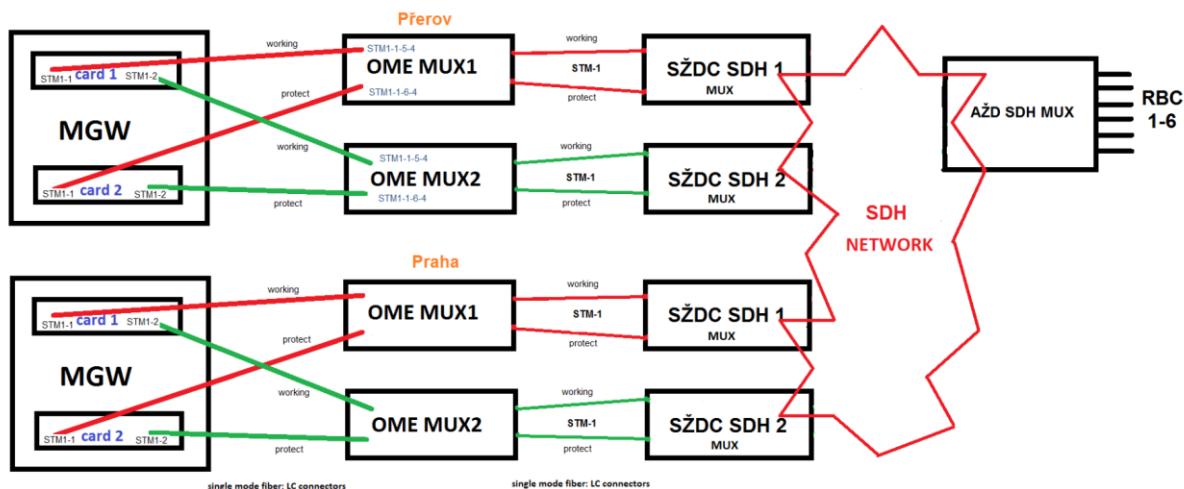 Přerov
working
STM1-1-5-4
OME MUX1
STM1-1-6-4
working
STM-1
protect
SŽDC SDH 1
MUX
card 1
STM1-1
STM1-2
MGW
protect
working
card 2
STM1-1
STM1-2
protect
STM1-1-5-4
OME MUX2
STM1-1-6-4
working
STM-1
protect
SŽDC SDH 2
MUX
AŽD SDH MUX
RBC
1-6
SDH
NETWORK
Praha
working
OME MUX1
working
STM-1
protect
SŽDC SDH 1
MUX
card 1
STM1-1
STM1-2
MGW
protect
working
card 2
STM1-1
STM1-2
protect
OME MUX2
working
STM-1
protect
SŽDC SDH 2
MUX
single mode fiber: LC connectors
single mode fiber: LC connectors